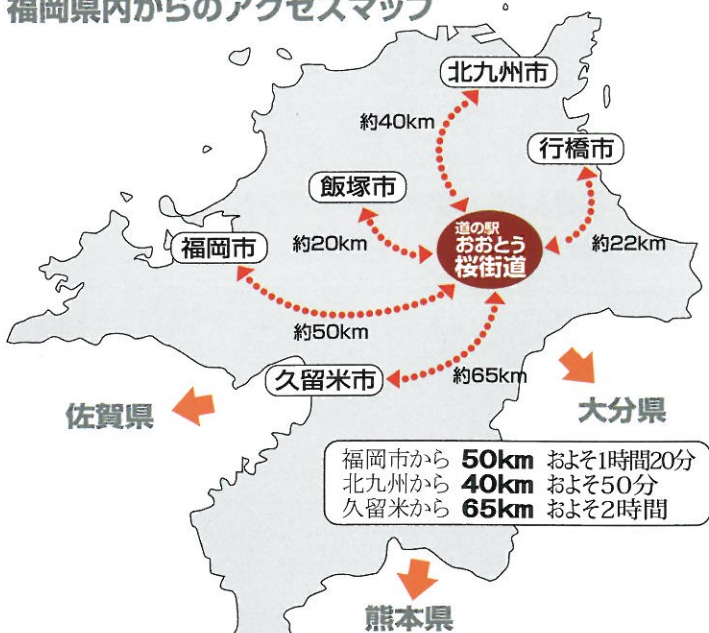 福岡県内からのアクセスマップ
北九州市
約40km
行橋市
飯塚市
道の駅
おおとう
桜街道
福岡市
約20km
約22km
約50km
久留米市
約65km
佐賀県
大分県
福岡市から 50km およそ1時間20分
北九州から 40km およそ50分
久留米から 65km およそ2時間
熊本県